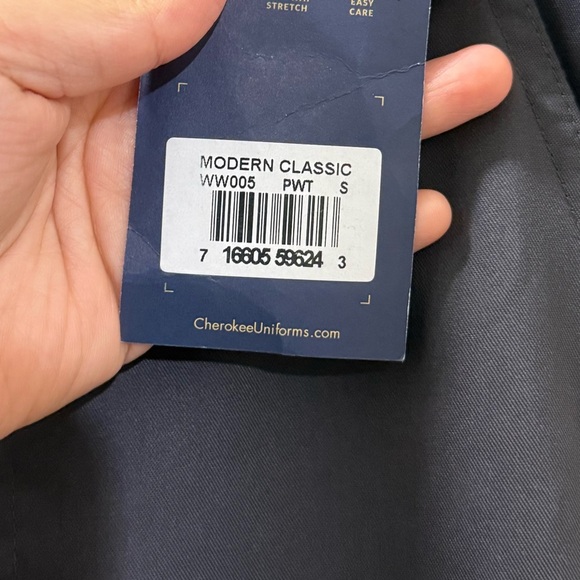 STRETCH
EASY
CARE
MODERN CLASSIC
WW005 PWT S
7 16605 59624 3
CherokeeUniforms.com